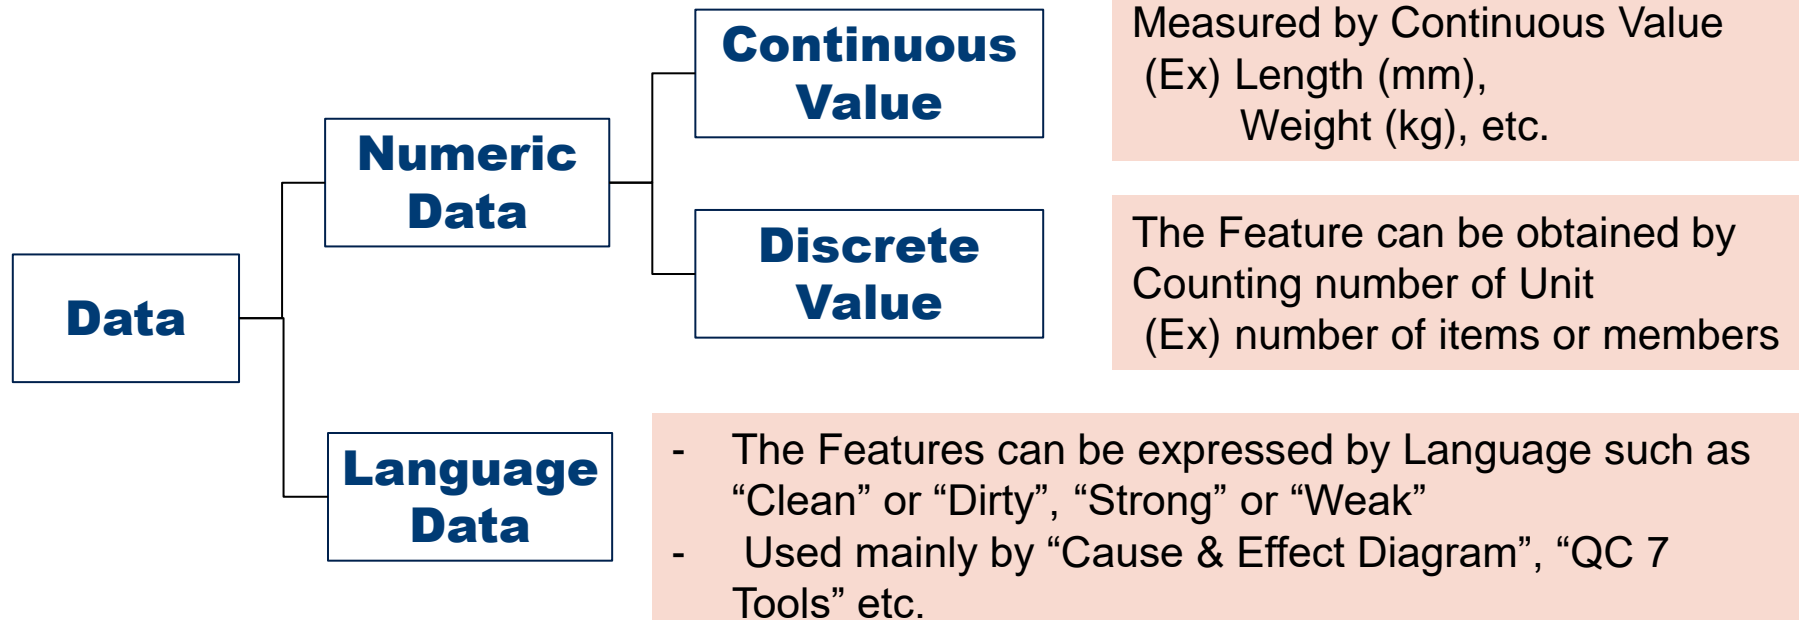 Data
Numeric
Data
Language
Data
Continuous
Value
Discrete
Value
Measured by Continuous Value
(Ex) Length (mm),
Weight (kg), etc.
The Feature can be obtained by
Counting number of Unit
(Ex) number of items or members
- The Features can be expressed by Language such as
“Clean” or “Dirty”, “Strong” or “Weak”
- Used mainly by “Cause & Effect Diagram”, “QC 7
Tools” etc.